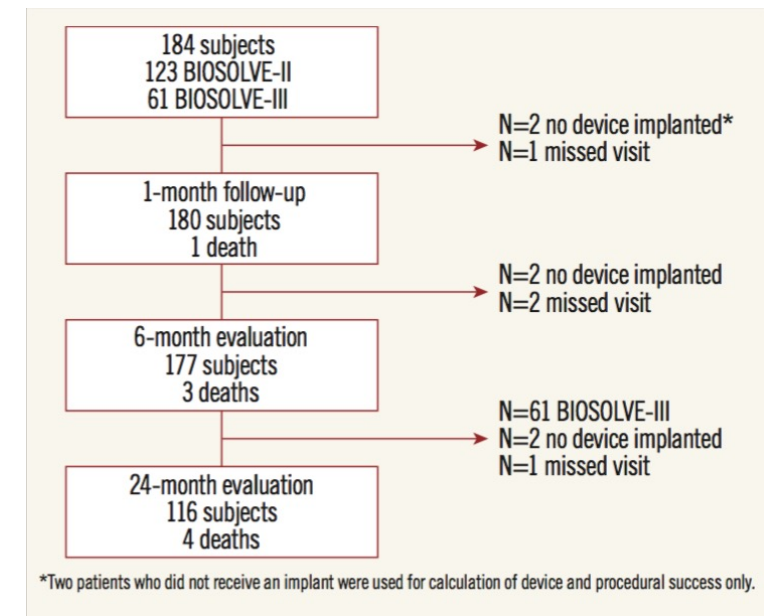 184 subjects
123 BIOSOLVE-II
61 BIOSOLVE-III
N=2 no device implanted*
N=1 missed visit
1-month follow-up
180 subjects
1 death
N=2 no device implanted
N=2 missed visit
6-month evaluation
177 subjects
3 deaths
N=61 BIOSOLVE-III
N=2 no device implanted
N=1 missed visit
24-month evaluation
116 subjects
4 deaths
*Two patients who did not receive an implant were used for calculation of device and procedural success only.